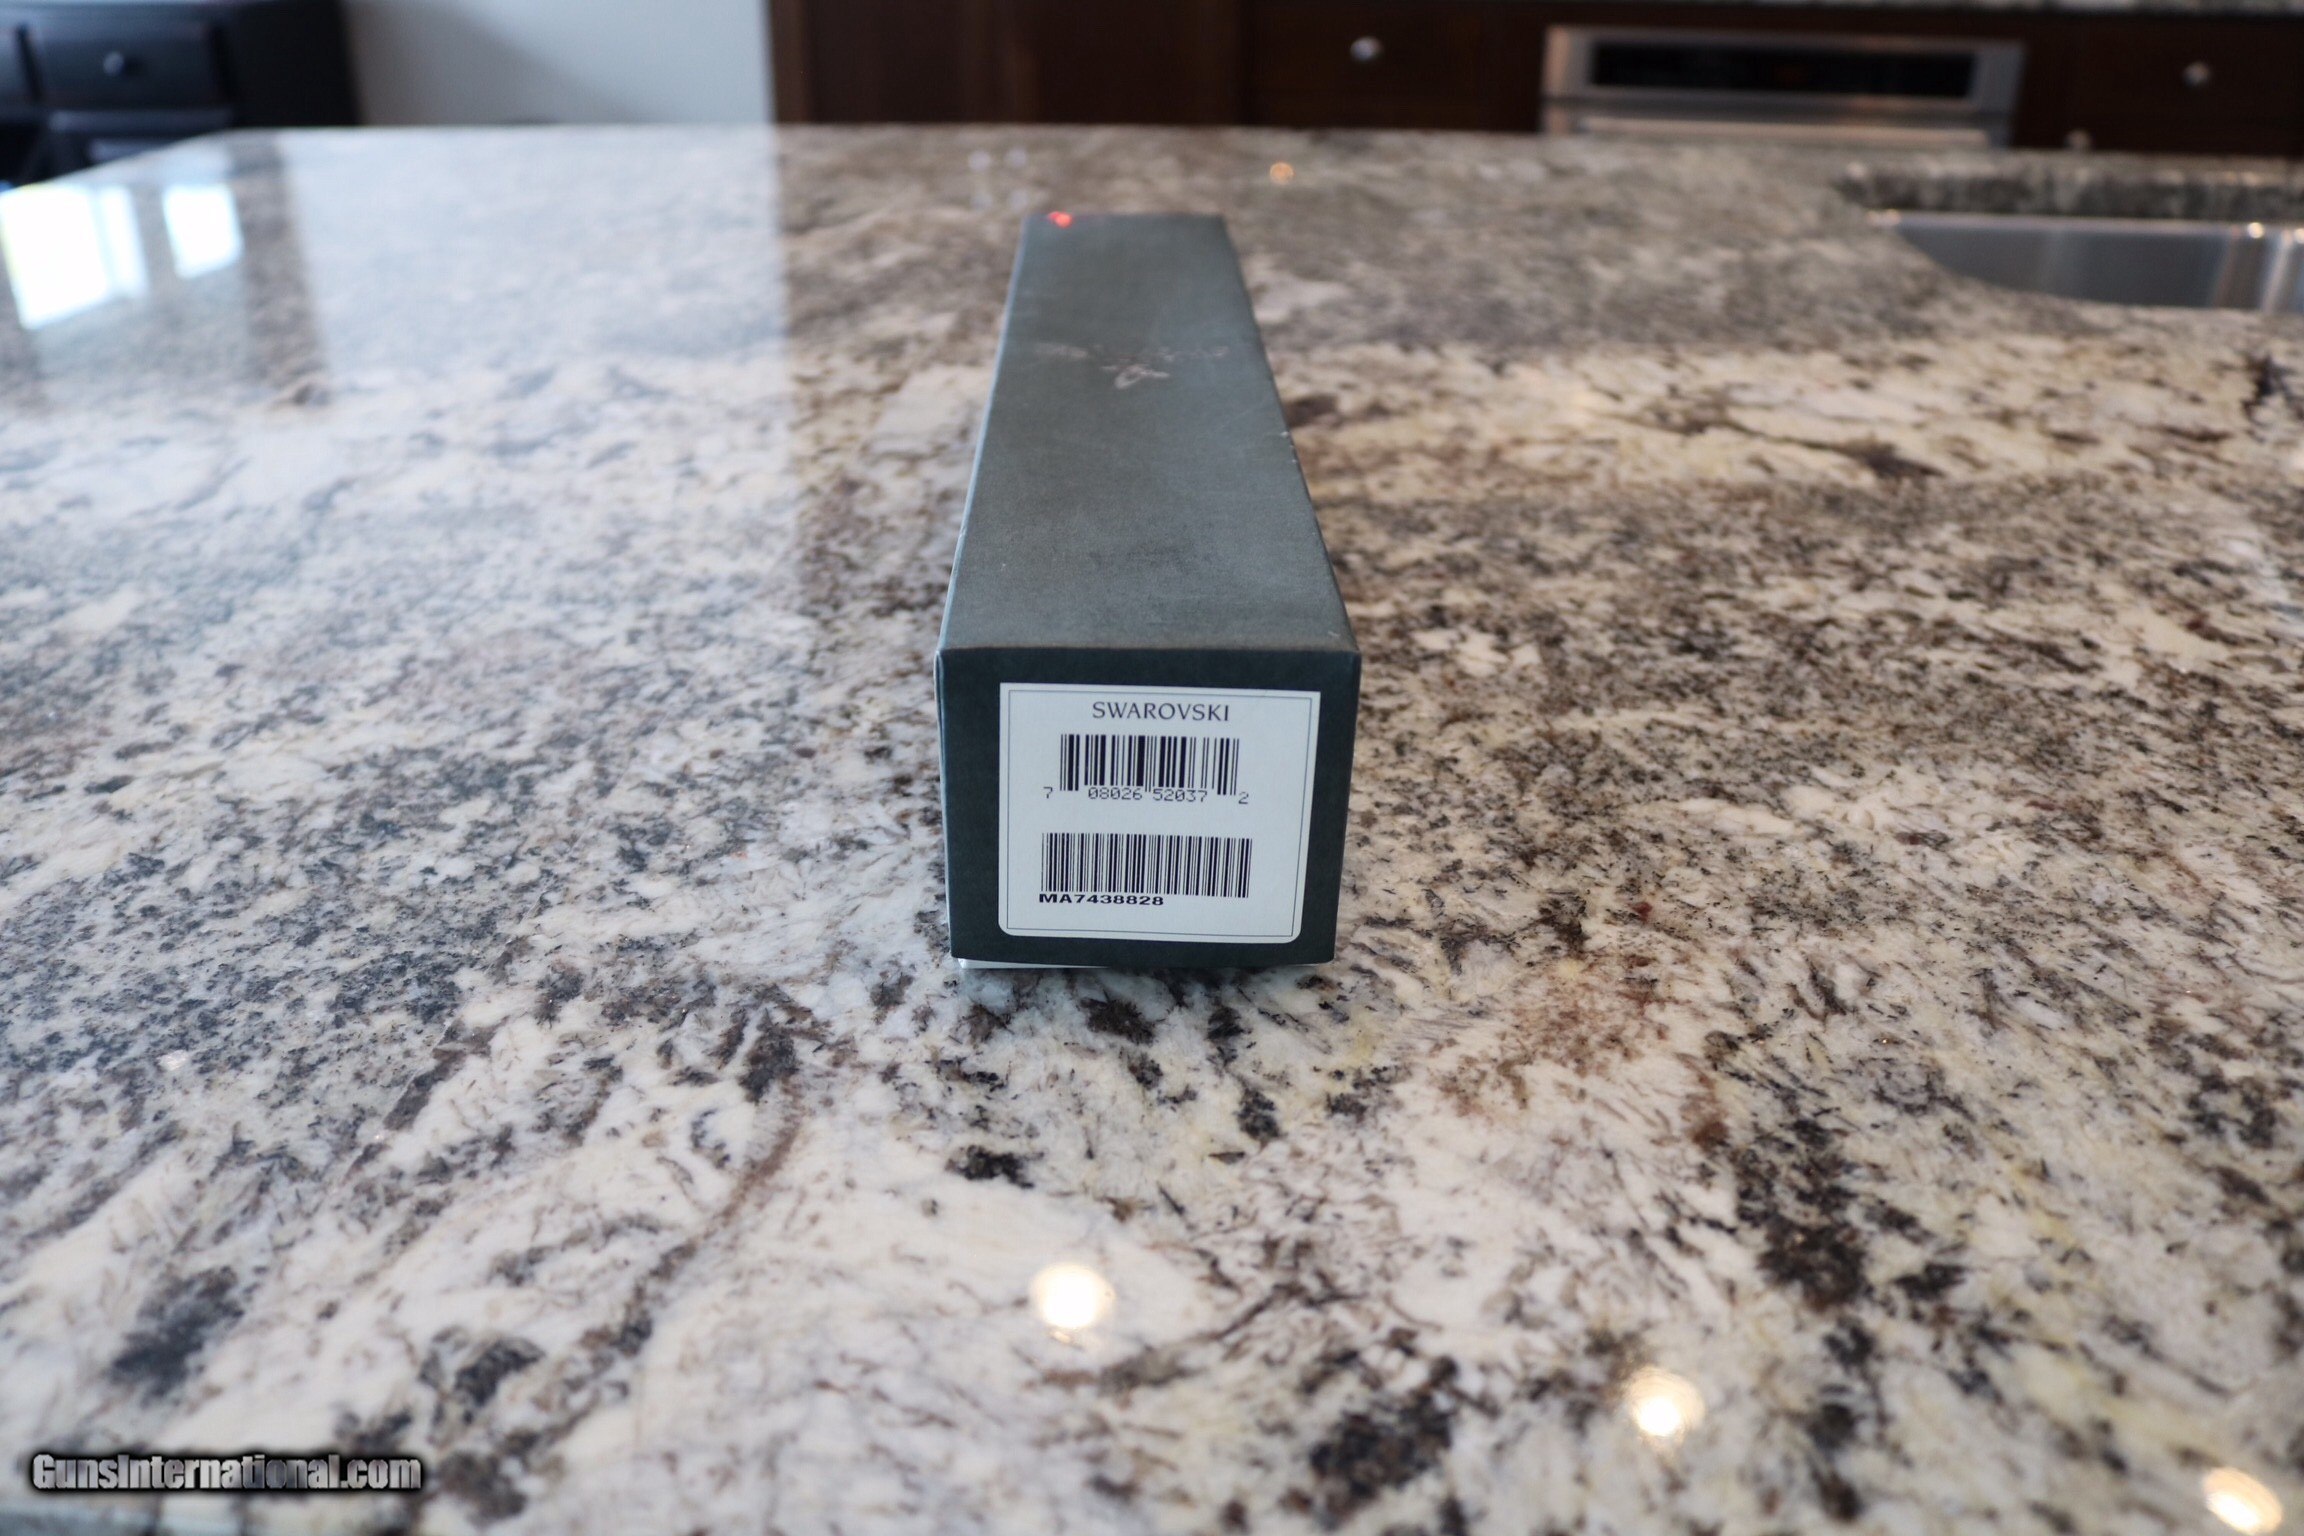 SWAROVSKI
7 08026 52037 2
MA7438828
GunsInternational.com